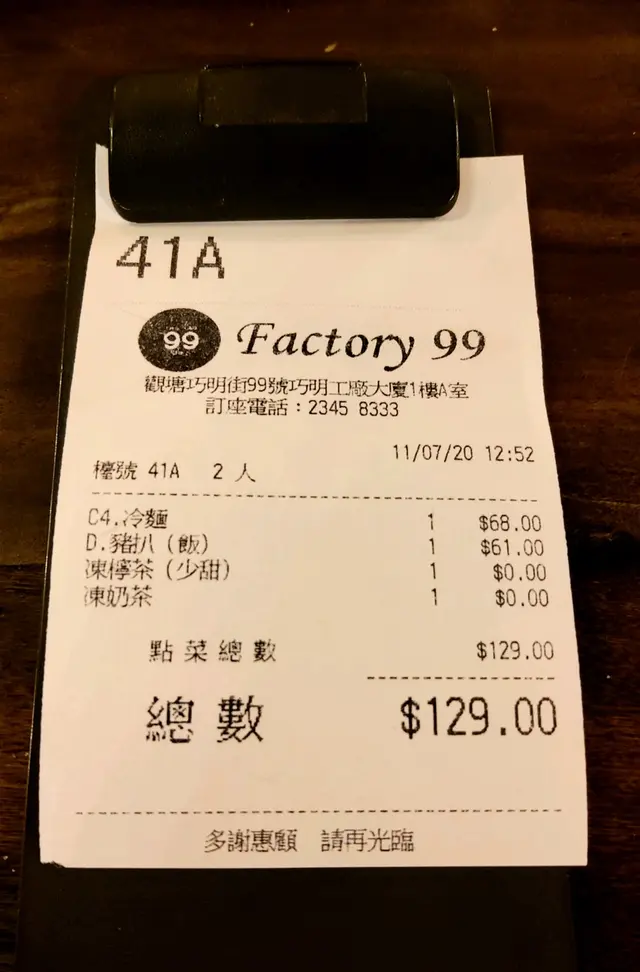 41A
99 Factory 99
觀塘巧明街99號巧明工廠大廈1樓A室
訂座電話：2345 8333
11/07/20 12:52
檯號 41A 2 人
C4.冷麵 1 $68.00
D.豬扒（飯） 1 $61.00
凍檸茶（少甜） 1 $0.00
凍奶茶 1 $0.00
點菜總數 $129.00
總數 $129.00
多謝惠顧 請再光臨